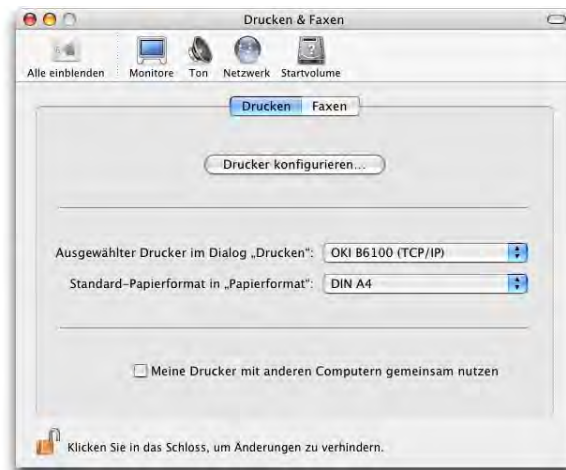 Drucken & Faxen
Alle einblenden Monitore Ton Netzwerk Startvolume
Drucken Faxen
Drucker konfigurieren...
Ausgewählter Drucker im Dialog „Drucken“: OKI B6100 (TCP/IP)
Standard-Papierformat in „Papierformat“: DIN A4
Meine Drucker mit anderen Computern gemeinsam nutzen
Klicken Sie in das Schloss, um Änderungen zu verhindern.